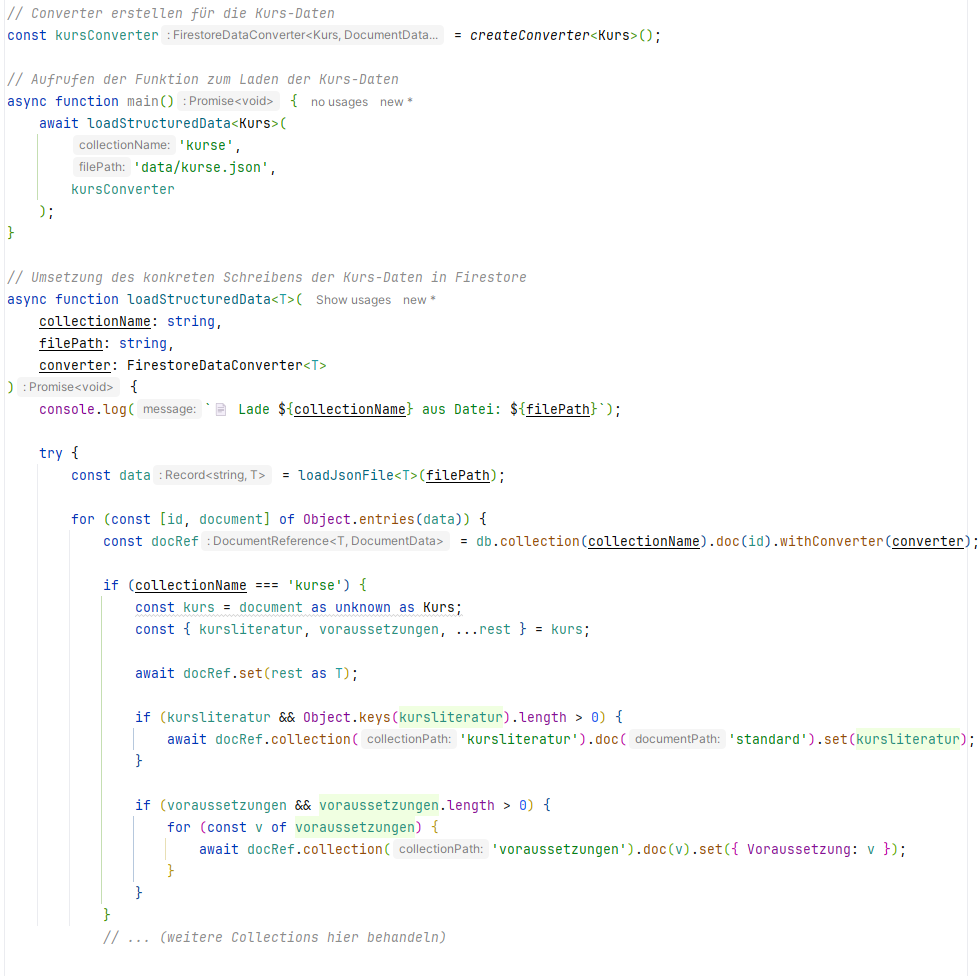 // Converter erstellen für die Kurs-Daten
const kursConverter : FirestoreDataConverter<Kurs, DocumentData... = createConverter<Kurs>();
// Aufrufen der Funktion zum Laden der Kurs-Daten
async function main() : Promise<void> { no usages new *
await loadStructuredData<Kurs>(
collectionName: 'kurse',
filePath: 'data/kurse.json',
kursConverter
);
}
// Umsetzung des konkreten Schreibens der Kurs-Daten in Firestore
async function loadStructuredData<T>( Show usages new *
collectionName: string,
filePath: string,
converter: FirestoreDataConverter<T>
) : Promise<void> {
console.log( message: `📄 Lade ${collectionName} aus Datei: ${filePath}`);
try {
const data : Record<string, T> = loadJsonFile<T>(filePath);
for (const [id, document] of Object.entries(data)) {
const docRef : DocumentReference<T, DocumentData> = db.collection(collectionName).doc(id).withConverter(converter);
if (collectionName === 'kurse') {
const kurs = document as unknown as Kurs;
const { kursliteratur, voraussetzungen, ...rest } = kurs;
await docRef.set(rest as T);
if (kursliteratur && Object.keys(kursliteratur).length > 0) {
await docRef.collection( collectionPath: 'kursliteratur').doc( documentPath: 'standard').set(kursliteratur);
}
if (voraussetzungen && voraussetzungen.length > 0) {
for (const v of voraussetzungen) {
await docRef.collection( collectionPath: 'voraussetzungen').doc(v).set({ Voraussetzung: v });
}
}
}
// ... (weitere Collections hier behandeln)